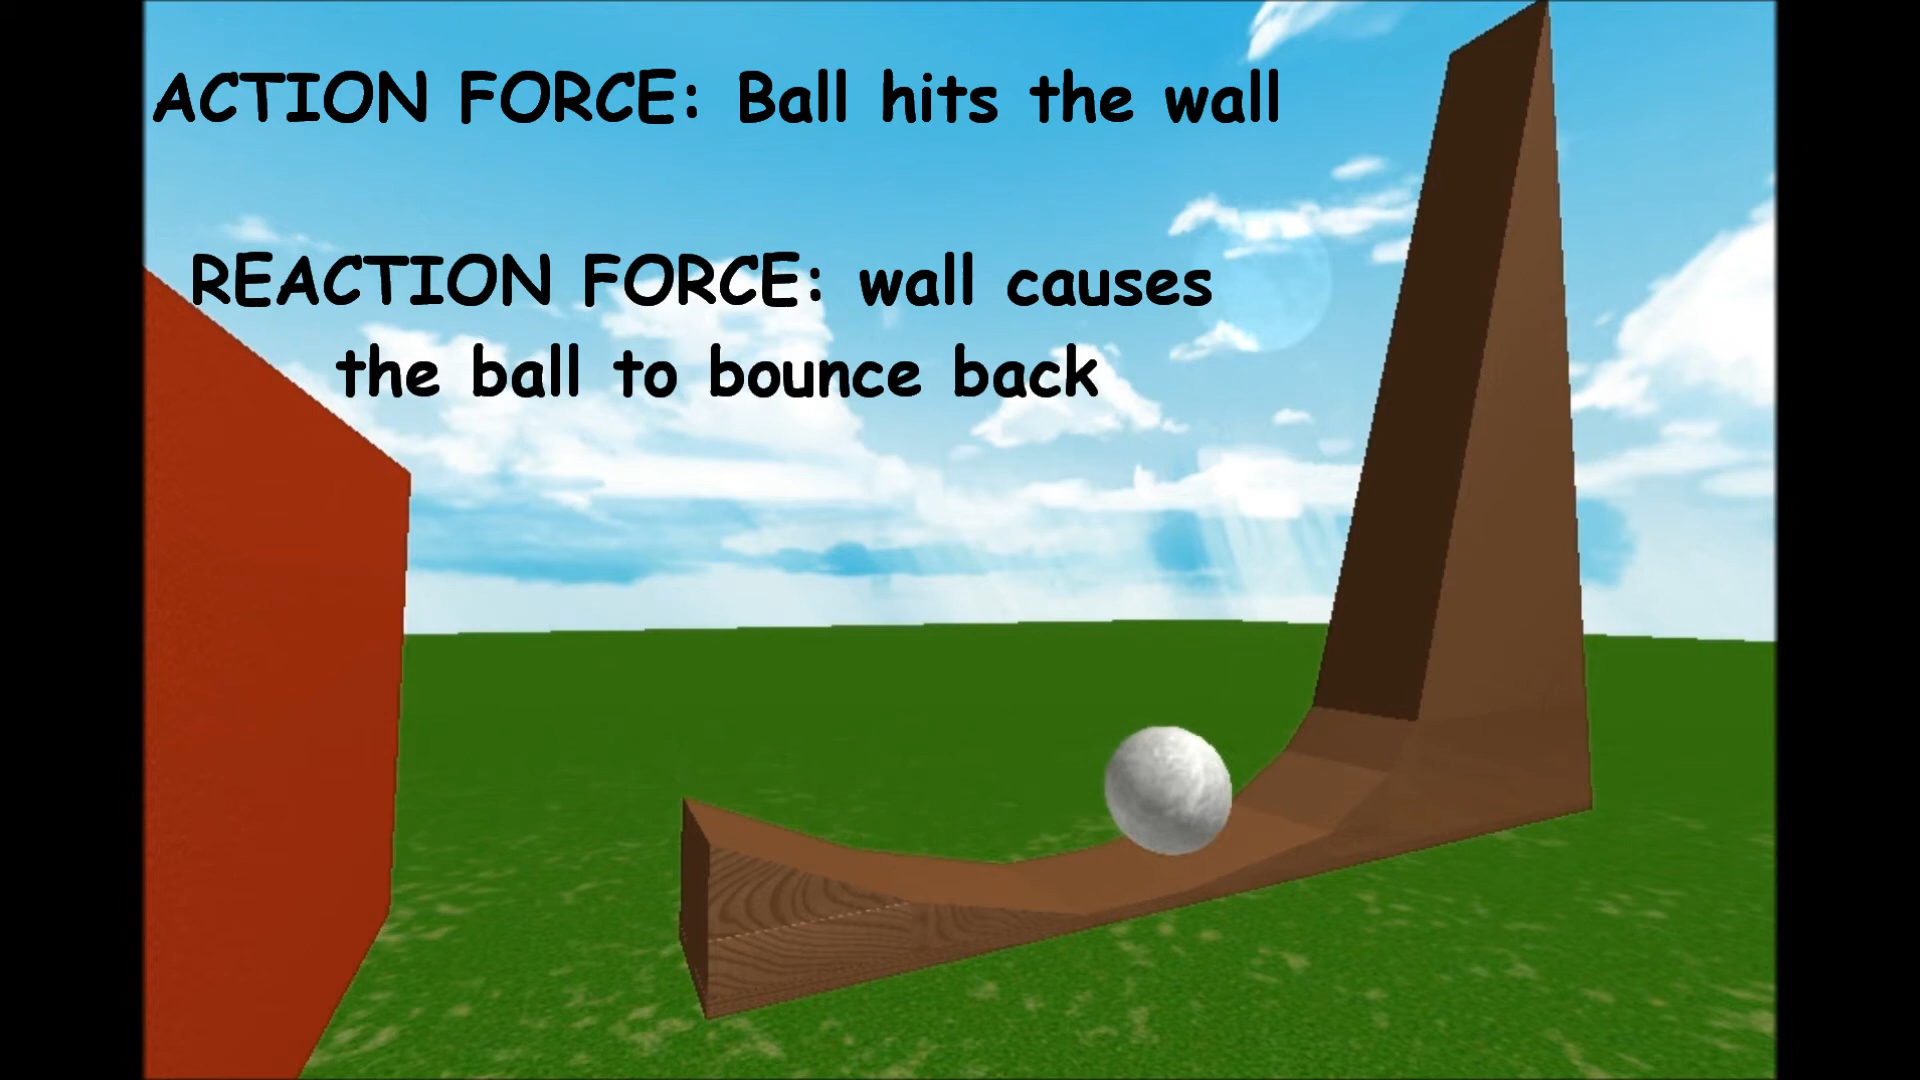 ACTION FORCE: Ball hits the wall
REACTION FORCE: wall causes
the ball to bounce back